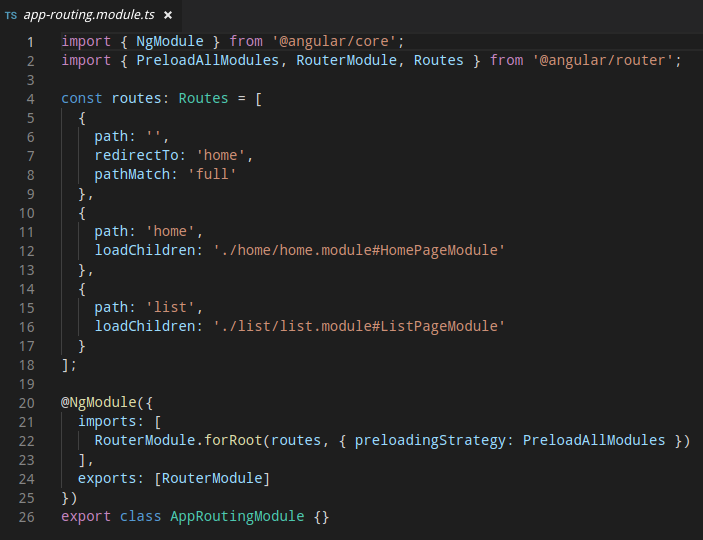 TS app-routing.module.ts ×
1 import { NgModule } from '@angular/core';
2 import { PreloadAllModules, RouterModule, Routes } from '@angular/router';
3
4 const routes: Routes = [
5   {
6     path: '',
7     redirectTo: 'home',
8     pathMatch: 'full'
9   },
10   {
11     path: 'home',
12     loadChildren: './home/home.module#HomePageModule'
13   },
14   {
15     path: 'list',
16     loadChildren: './list/list.module#ListPageModule'
17   }
18 ];
19
20 @NgModule({
21   imports: [
22     RouterModule.forRoot(routes, { preloadingStrategy: PreloadAllModules })
23   ],
24   exports: [RouterModule]
25 })
26 export class AppRoutingModule {}